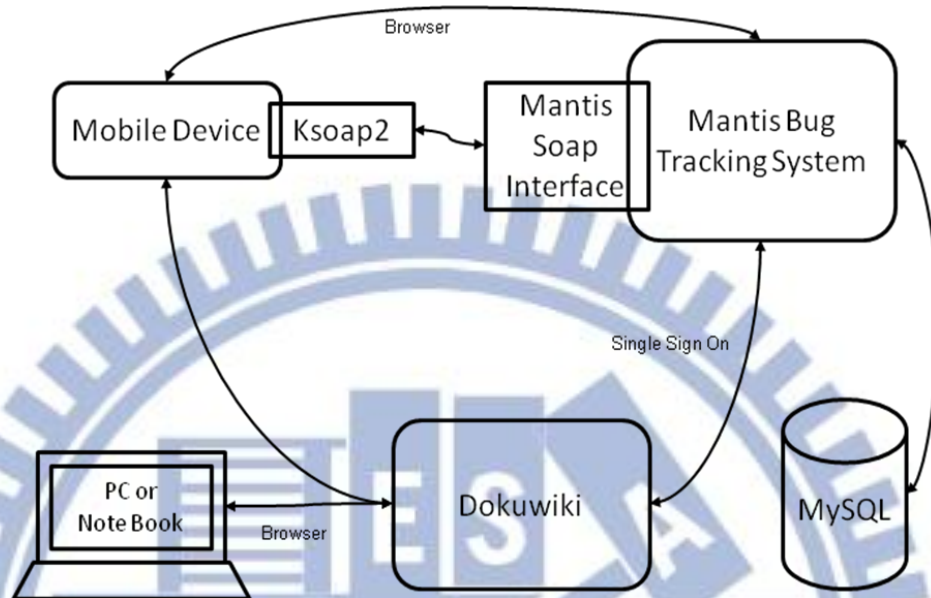 Browser
Mobile Device
Ksoap2
Mantis
Soap
Interface
Mantis Bug
Tracking System
Single Sign On
PC or
Note Book
Browser
Dokuwiki
MySQL
E S A